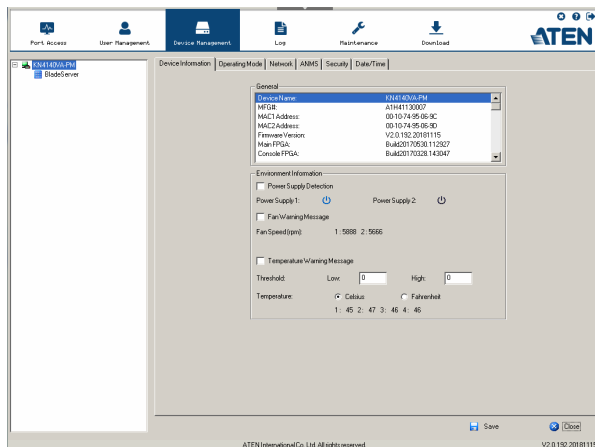 ATEN
Port Access User Management Device Management Log Maintenance Download
KN4140VA-PM
BladeServer
Device Information Operating Mode Network ANMS Security Date/Time
General
Device Name: KN4140VA-PM
MFG#: A1H41130007
MAC1 Address: 00-10-74-95-06-9C
MAC2 Address: 00-10-74-95-06-9D
Firmware Version: V2.0.192.20181115
Main FPGA: Build20170530.112927
Console FPGA: Build20170328.143047
Environment Information
Power Supply Detection
Power Supply 1: Power Supply 2:
Fan Warning Message
Fan Speed (rpm): 1 : 5888 2 : 5666
Temperature Warning Message
Threshold: Low: 0 High: 0
Temperature: Celsius Fahrenheit
1 : 45 2 : 47 3 : 46 4 : 46
Save Close
ATEN International Co. Ltd. All rights reserved. V2.0.192.20181115